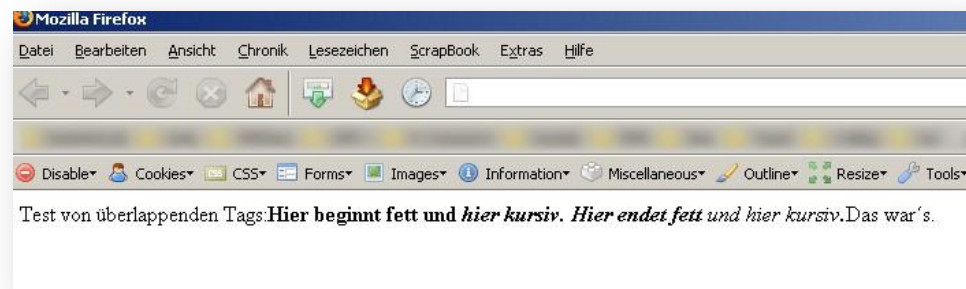 Mozilla Firefox
Datei Bearbeiten Ansicht Chronik Lesezeichen ScrapBook Extras Hilfe
Disable Cookies CSS Forms Images Information Miscellaneous Outline Resize Tools
Test von überlappenden Tags:Hier beginnt fett und hier kursiv. Hier endet fett und hier kursiv.Das war´s.